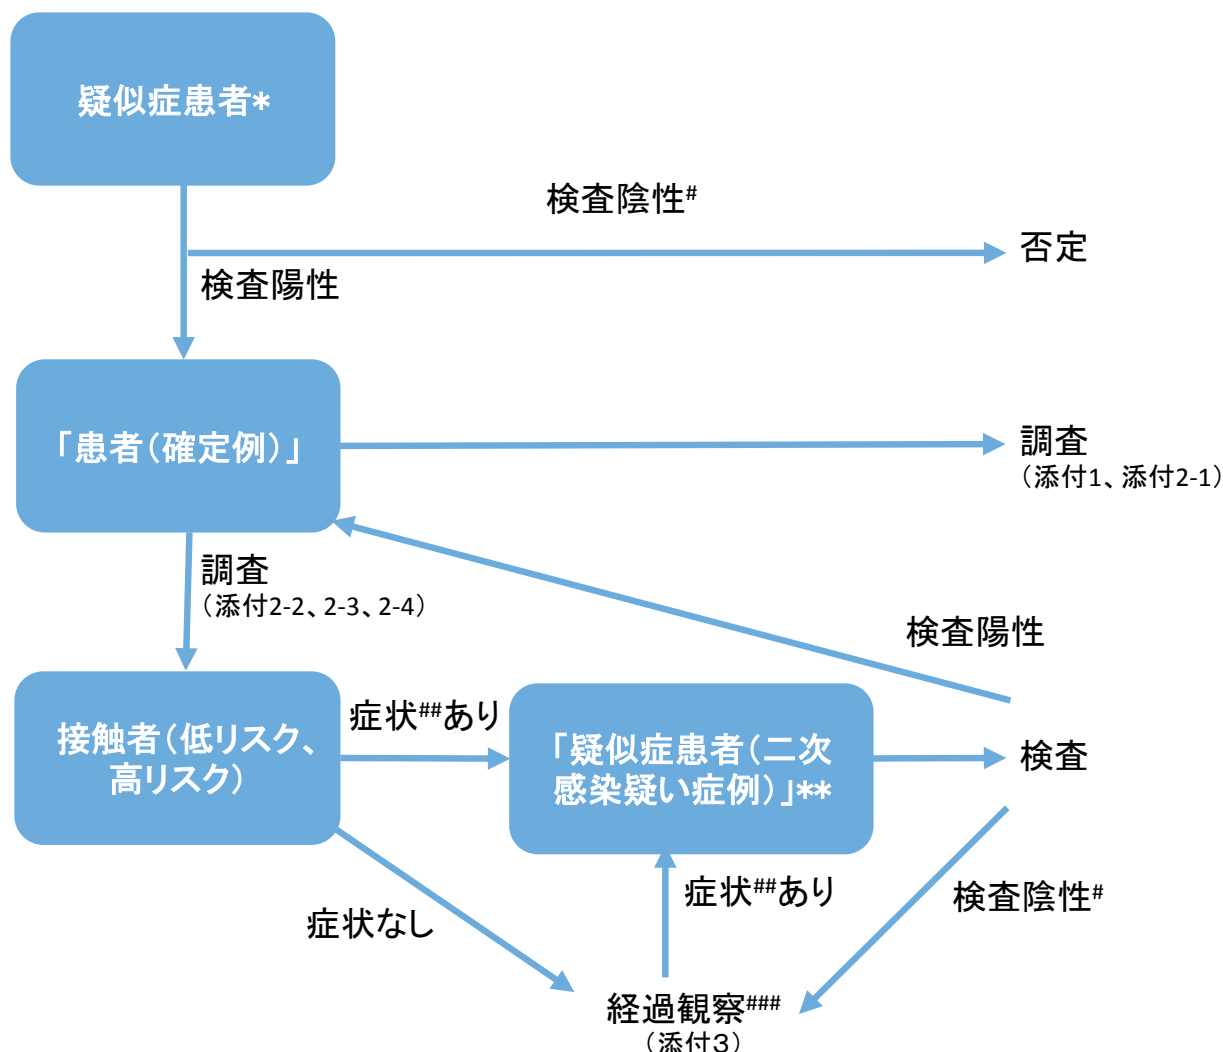 疑似症患者*
検査陰性#
否定
検査陽性
「患者（確定例）」
調査
（添付1、添付2-1）
調査
（添付2-2、2-3、2-4）
検査陽性
接触者（低リスク、
高リスク）
症状##あり
「疑似症患者（二次
感染疑い症例）」**
検査
症状##あり
検査陰性#
症状なし
経過観察###
（添付３）